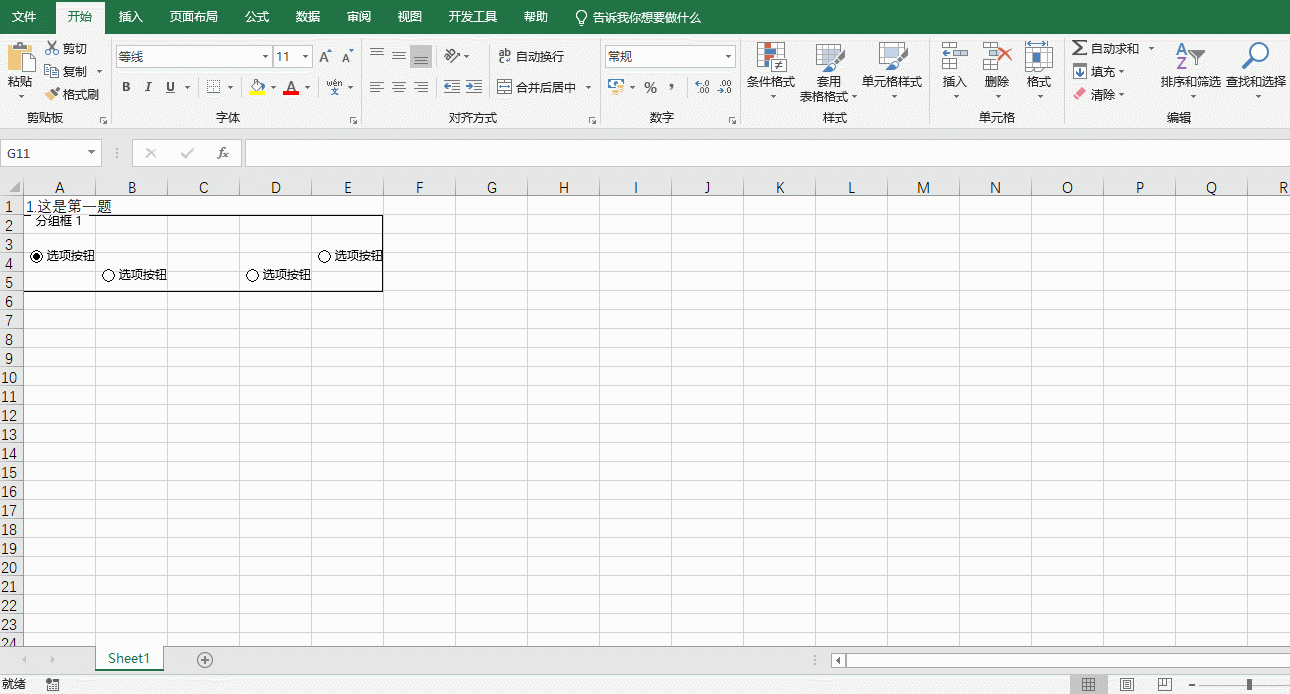 文件 开始 插入 页面布局 公式 数据 审阅 视图 开发工具 帮助 告诉我你想要做什么
粘贴 剪切 复制 格式刷
剪贴板
等线 11 A A
B I U A wén 文
字体
ab 自动换行
合并后居中
对齐方式
常规
% , .00 .0
数字
条件格式 套用 表格格式 单元格样式
样式
插入 删除 格式
单元格
Σ 自动求和 填充 清除 排序和筛选 查找和选择
编辑
G11 fx
A B C D E F G H I J K L M N O P Q R
1 1.这是第一题
2 分组框 1
3 选项按钮 选项按钮
4 选项按钮 选项按钮
5
6
7
8
9
10
11
12
13
14
15
16
17
18
19
20
21
22
23
24
Sheet1
就绪